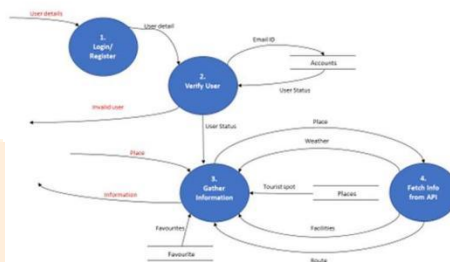 User details
1.
Login/
Register
User detail
Email ID
Accounts
2.
Verify User
User Status
Invalid user
User Status
Place
Weather
Place
3.
Gather
Information
Tourist spot
Places
4.
Fetch Info
from API
Information
Favourites
Facilities
Favourite
Route